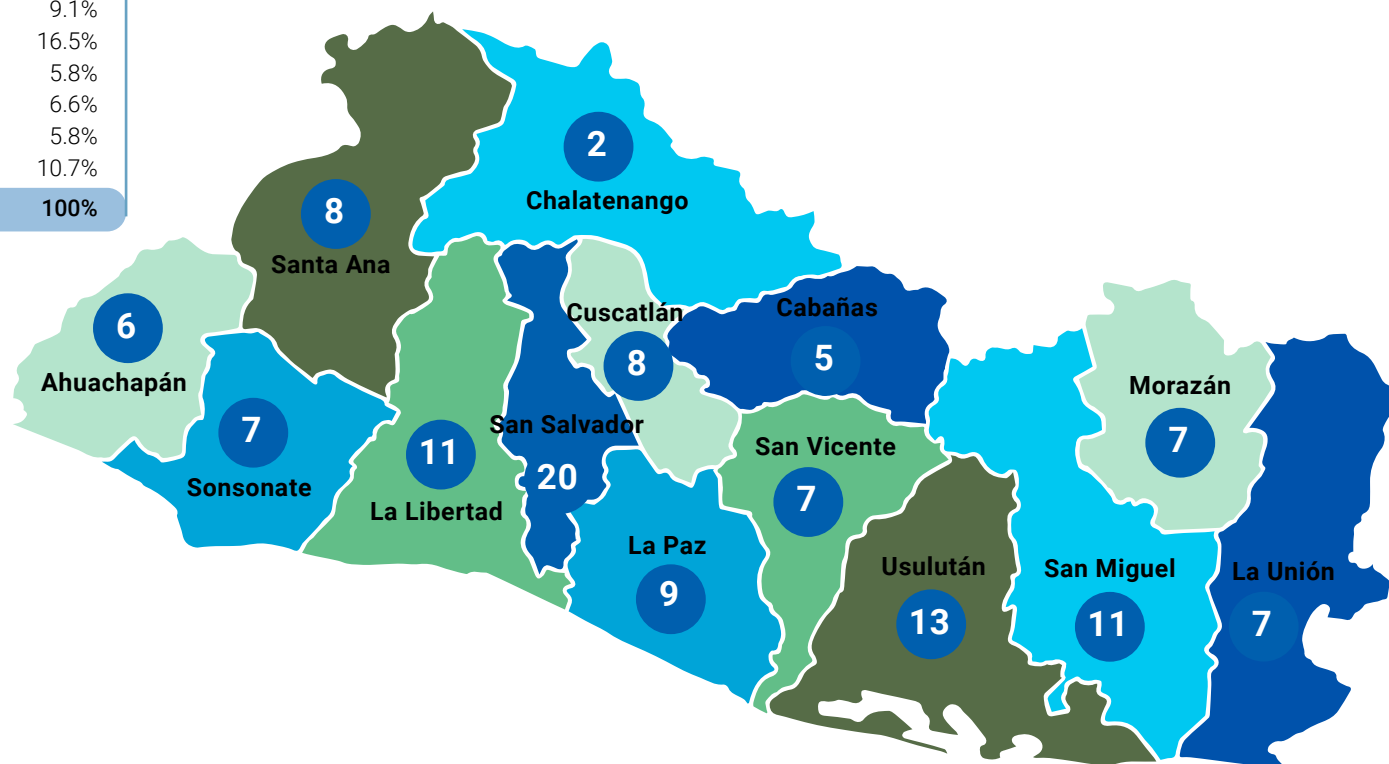 9.1%
16.5%
5.8%
6.6%
5.8%
10.7%
100%
2
Chalatenango
8
Santa Ana
6
Ahuachapán
7
Sonsonate
11
La Libertad
San Salvador
20
Cuscatlán
8
Cabañas
5
San Vicente
7
La Paz
9
Usulután
13
San Miguel
11
Morazán
7
La Unión
7